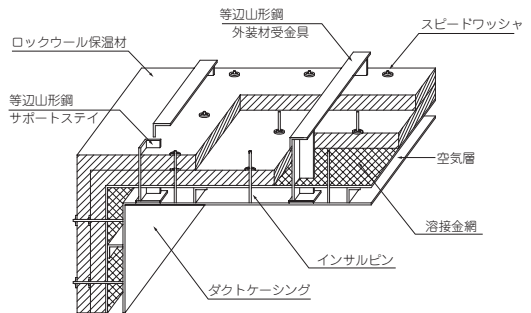 等辺山形鋼
外装材受金具
スピードワッシャ
ロックウール保温材
等辺山形鋼
サポートステイ
空気層
溶接金網
インサルピン
ダクトケーシング